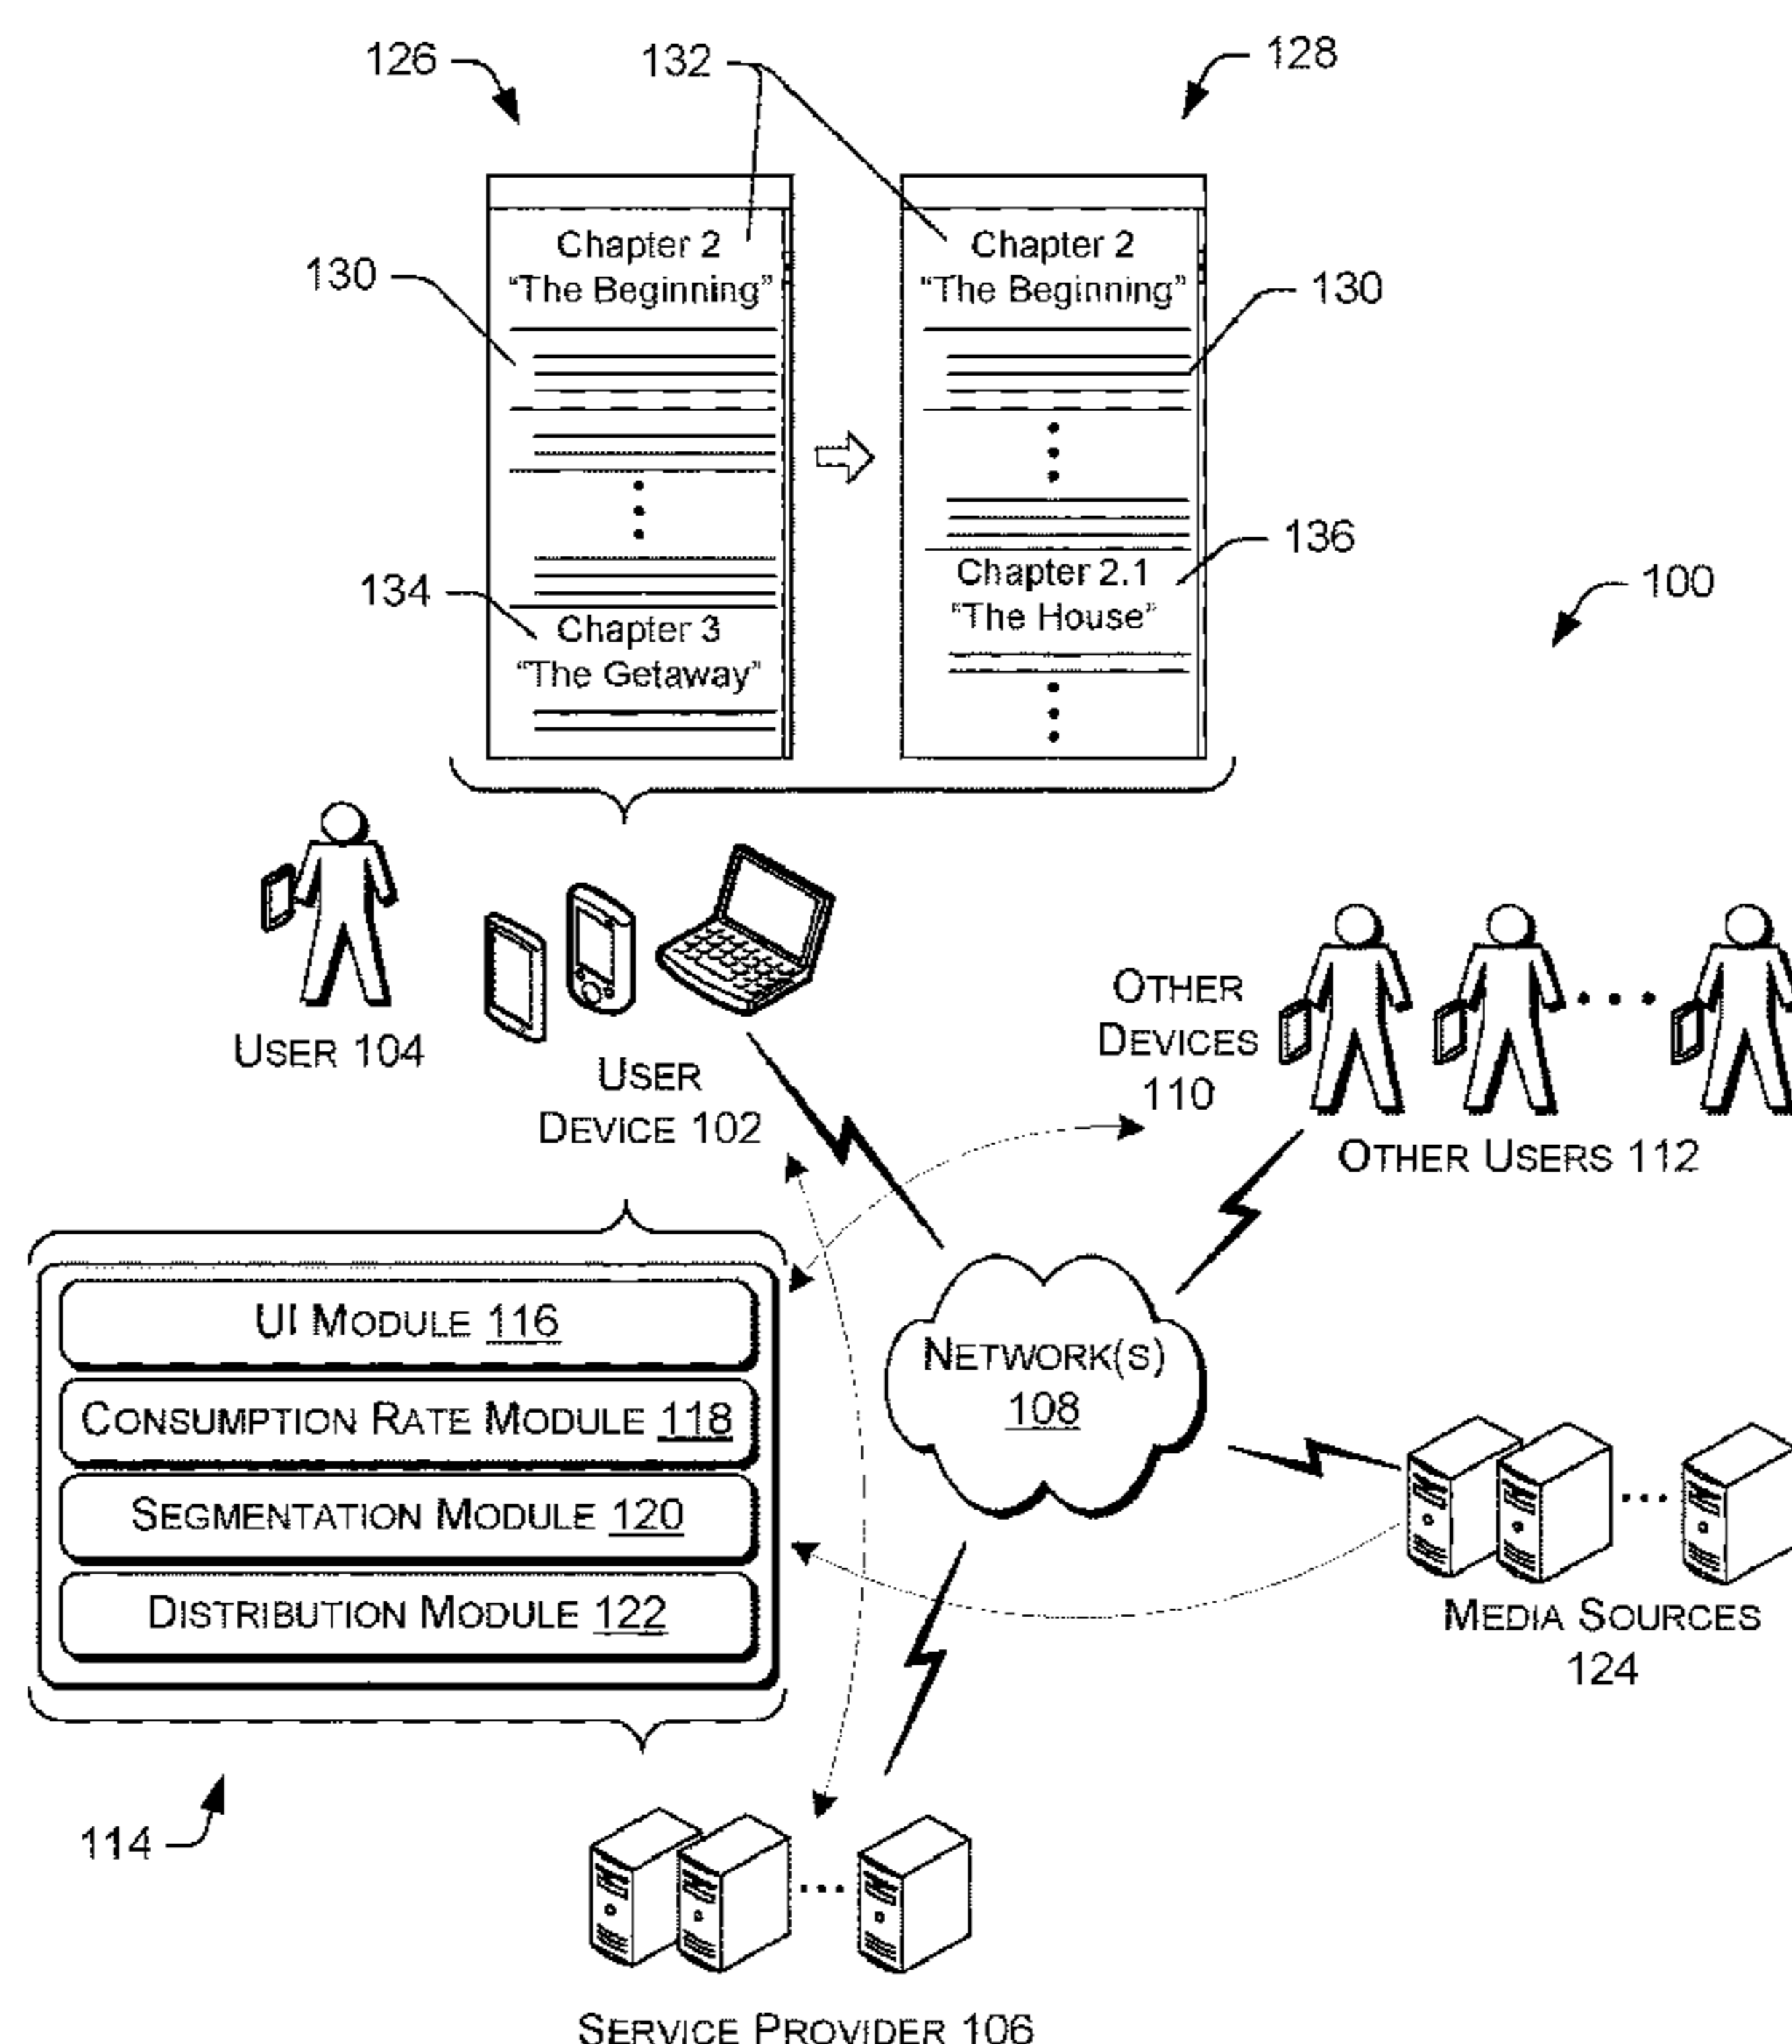 126
132
128
Chapter 2
“The Beginning”
130
134
Chapter 3
“The Getaway”
Chapter 2
“The Beginning”
130
Chapter 2.1
“The House”
136
100
USER 104
USER
DEVICE 102
OTHER
DEVICES
110
OTHER USERS 112
UI MODULE 116
CONSUMPTION RATE MODULE 118
SEGMENTATION MODULE 120
DISTRIBUTION MODULE 122
NETWORK(S)
108
MEDIA SOURCES
124
114
SERVICE PROVIDER 106